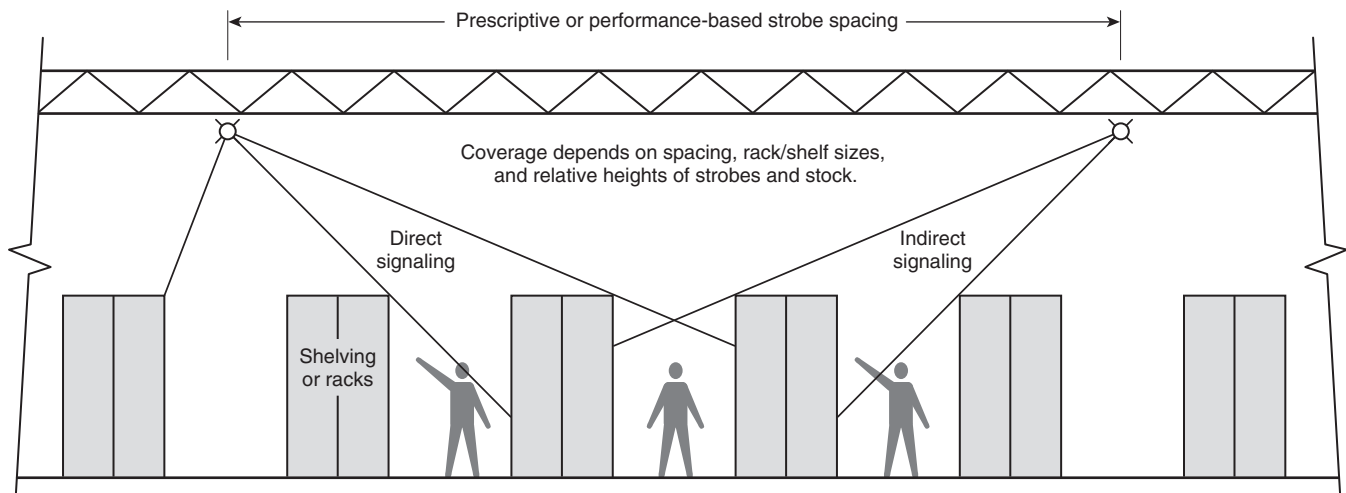 Prescriptive or performance-based strobe spacing
Coverage depends on spacing, rack/shelf sizes,
and relative heights of strobes and stock.
Direct
signaling
Indirect
signaling
Shelving
or racks